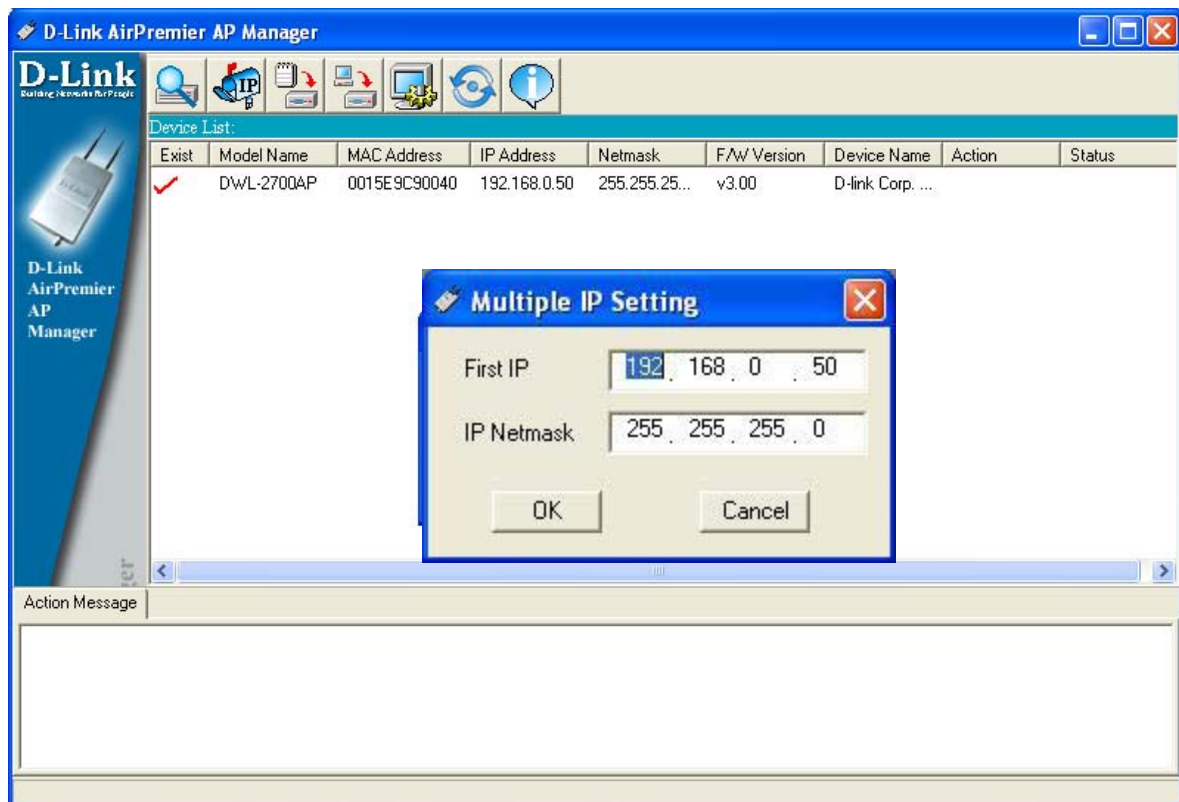 D-Link AirPremier AP Manager
D-Link
Building Networks for People
IP
Device List:
Exist Model Name MAC Address IP Address Netmask F/W Version Device Name Action Status
DWL-2700AP 0015E9C90040 192.168.0.50 255.255.25... v3.00 D-link Corp. ...
D-Link
AirPremier
AP
Manager
Multiple IP Setting
First IP 192 . 168 . 0 . 50
IP Netmask 255 . 255 . 255 . 0
OK Cancel
Action Message